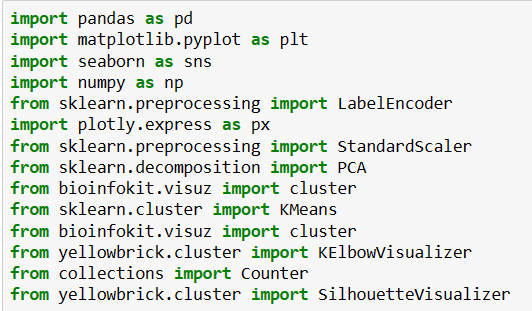 import pandas as pd
import matplotlib.pyplot as plt
import seaborn as sns
import numpy as np
from sklearn.preprocessing import LabelEncoder
import plotly.express as px
from sklearn.preprocessing import StandardScaler
from sklearn.decomposition import PCA
from bioinfokit.visuz import cluster
from sklearn.cluster import KMeans
from bioinfokit.visuz import cluster
from yellowbrick.cluster import KElbowVisualizer
from collections import Counter
from yellowbrick.cluster import SilhouetteVisualizer